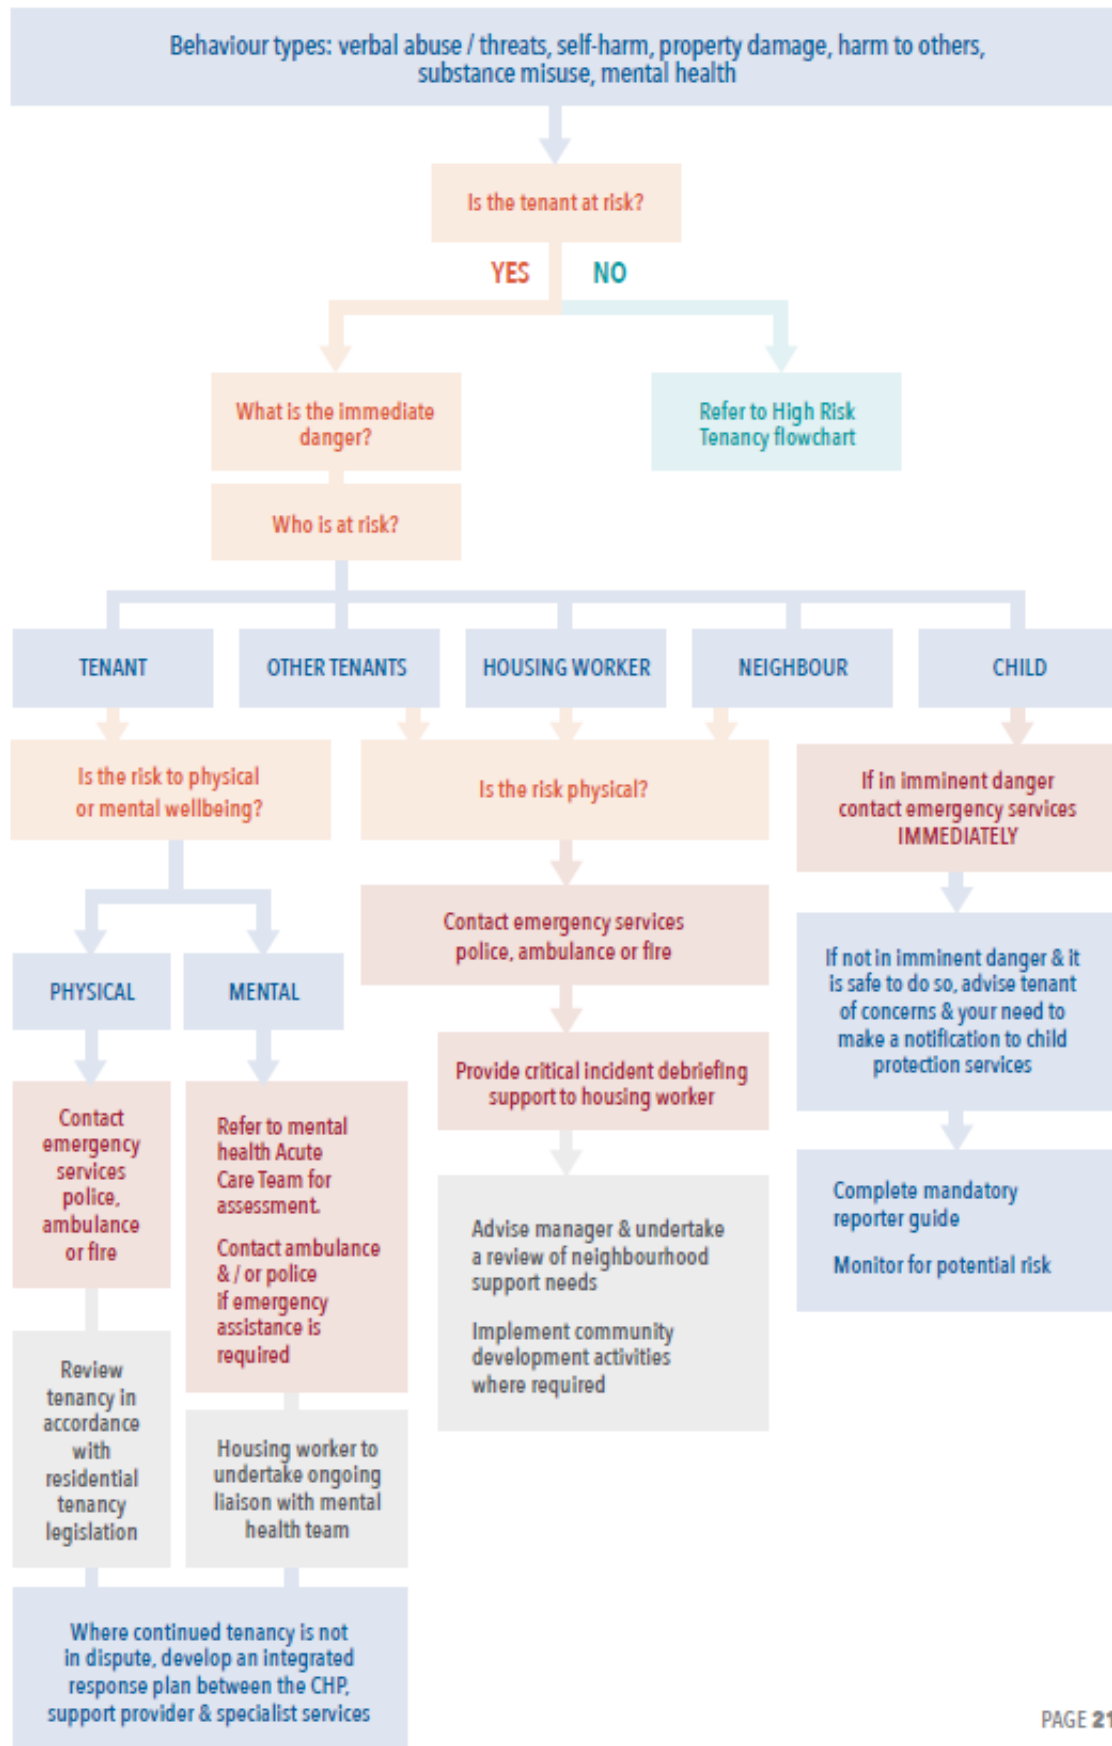 Behaviour types: verbal abuse / threats, self-harm, property damage, harm to others,
substance misuse, mental health
Is the tenant at risk?
YES
NO
What is the immediate
danger?
Refer to High Risk
Tenancy flowchart
Who is at risk?
TENANT
OTHER TENANTS
HOUSING WORKER
NEIGHBOUR
CHILD
Is the risk to physical
or mental wellbeing?
Is the risk physical?
If in imminent danger
contact emergency services
IMMEDIATELY
PHYSICAL
MENTAL
Contact emergency services
police, ambulance or fire
If not in imminent danger & it
is safe to do so, advise tenant
of concerns & your need to
make a notification to child
protection services
Contact
emergency
services
police,
ambulance
or fire
Refer to mental
health Acute
Care Team for
assessment.
Contact ambulance
& / or police
if emergency
assistance is
required
Provide critical incident debriefing
support to housing worker
Advise manager & undertake
a review of neighbourhood
support needs
Implement community
development activities
where required
Complete mandatory
reporter guide
Monitor for potential risk
Review
tenancy in
accordance
with
residential
tenancy
legislation
Housing worker to
undertake ongoing
liaison with mental
health team
Where continued tenancy is not
in dispute, develop an integrated
response plan between the CHP,
support provider & specialist services
PAGE 21